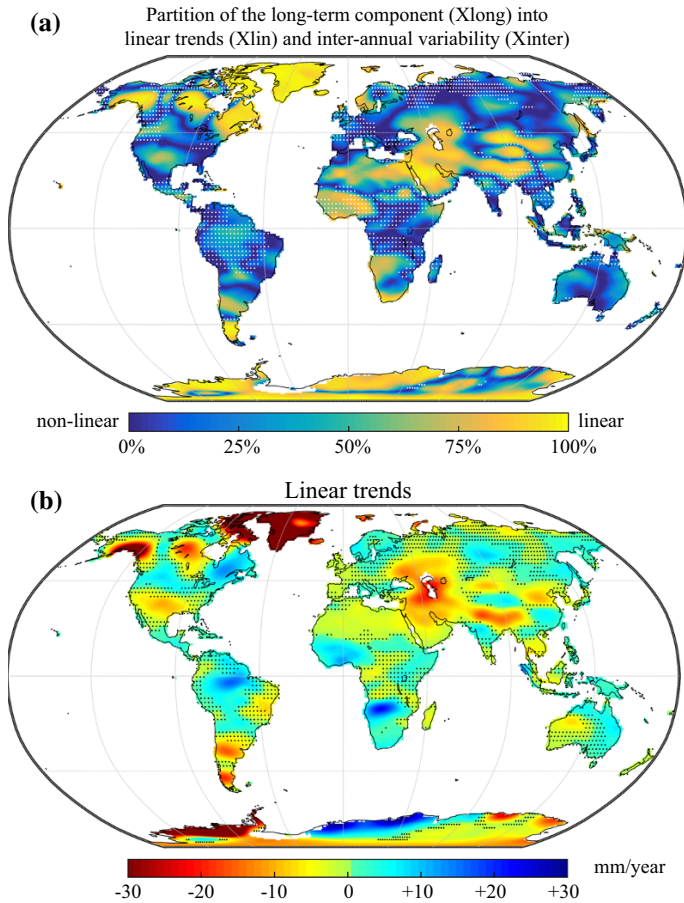 Partition of the long-term component (Xlong) into
(a)
linear trends (Xlin) and inter-annual variability (Xinter)
non-linear
linear
0%
25%
50%
75%
100%
(b)
Linear trends
mm/year
-30
-20
-10
0
+10
+20
+30